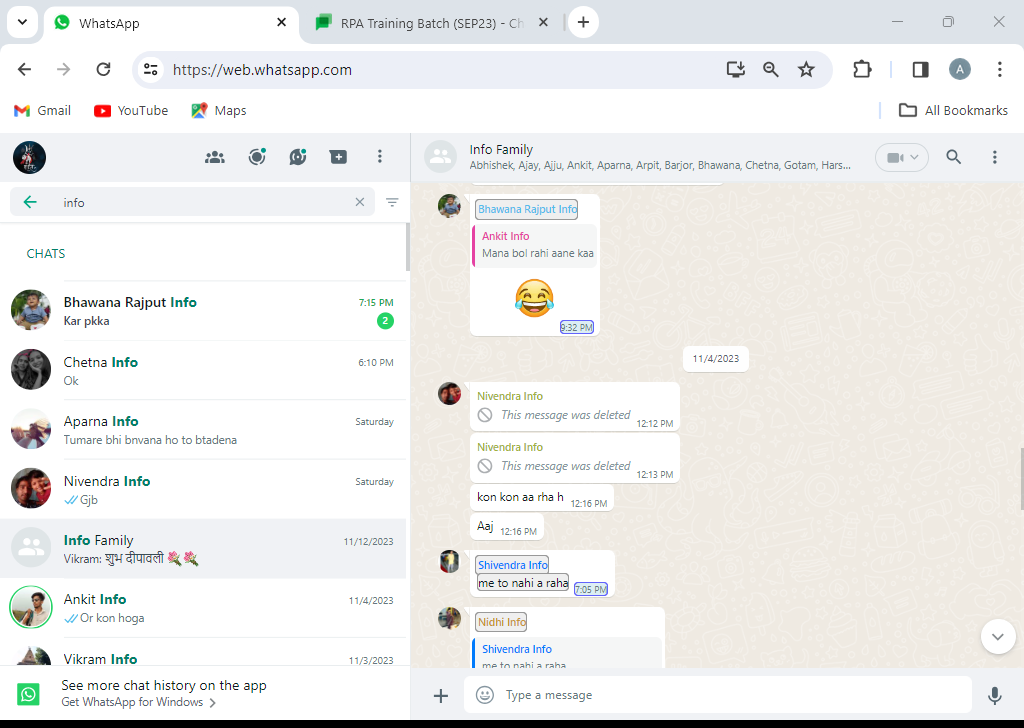 WhatsApp
RPA Training Batch (SEP23) - Ch
https://web.whatsapp.com
A
Gmail
YouTube
Maps
All Bookmarks
info
CHATS
Bhawana Rajput Info
7:15 PM
Kar pkka
2
Chetna Info
6:10 PM
Ok
Aparna Info
Saturday
Tumare bhi bnvana ho to btadena
Nivendra Info
Saturday
Gjb
Info Family
11/12/2023
Vikram: शुभ दीपावली 💐💐
Ankit Info
11/4/2023
Or kon hoga
Vikram Info
11/3/2023
See more chat history on the app
Get WhatsApp for Windows
Info Family
Abhishek, Ajay, Ajju, Ankit, Aparna, Arpit, Barjor, Bhawana, Chetna, Gotam, Hars...
Bhawana Rajput Info
Ankit Info
Mana bol rahi aane kaa
9:32 PM
11/4/2023
Nivendra Info
This message was deleted
12:12 PM
Nivendra Info
This message was deleted
12:13 PM
kon kon aa rha h
12:16 PM
Aaj
12:16 PM
Shivendra Info
me to nahi a raha
7:05 PM
Nidhi Info
Shivendra Info
me to nahi a raha
Type a message